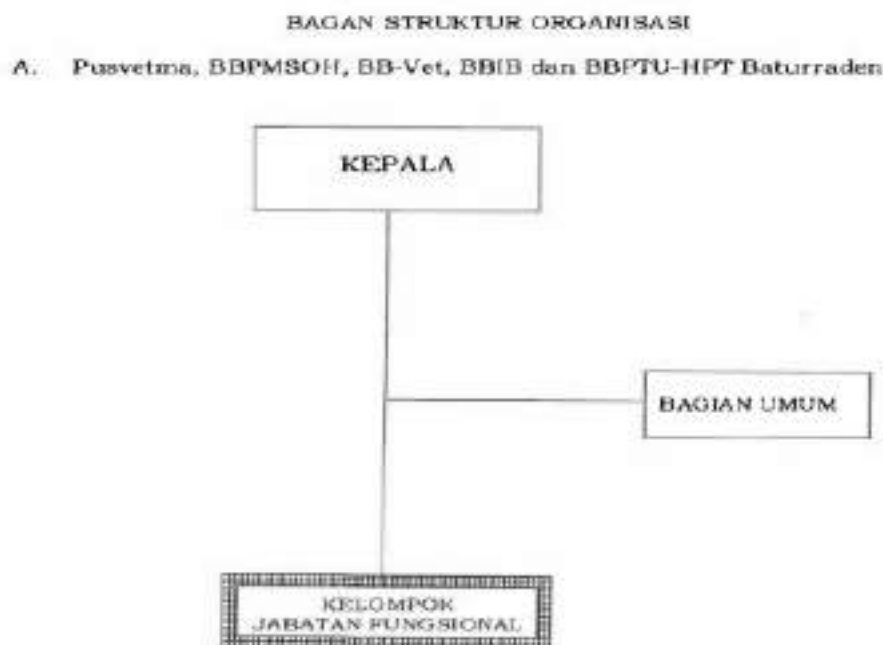 BAGAN STRUKTUR ORGANISASI
A. Pusvetma, BBPMSOH, BB-Vet, BBIB dan BBPTU-HPT Baturraden
KEPALA
BAGIAN UMUM
KELOMPOK
JABATAN FUNGSIONAL